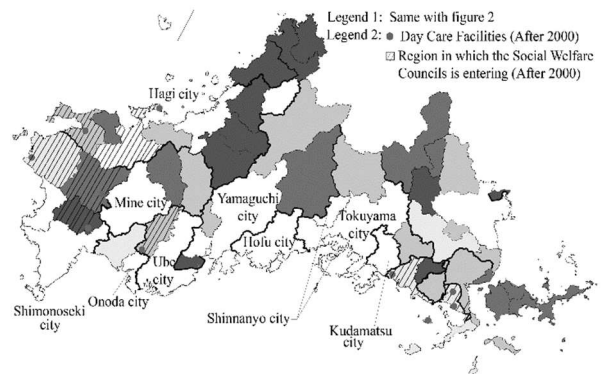 Legend 1: Same with figure 2
Legend 2: Day Care Facilities (After 2000)
Region in which the Social Welfare
Councils is entering (After 2000)
Hagi city
Mine city
Yamaguchi
city
Tokuyama
city
Hofu city
Ube
city
Onoda city
Shimonoseki
city
Shinnanyo city
Kudamatsu
city